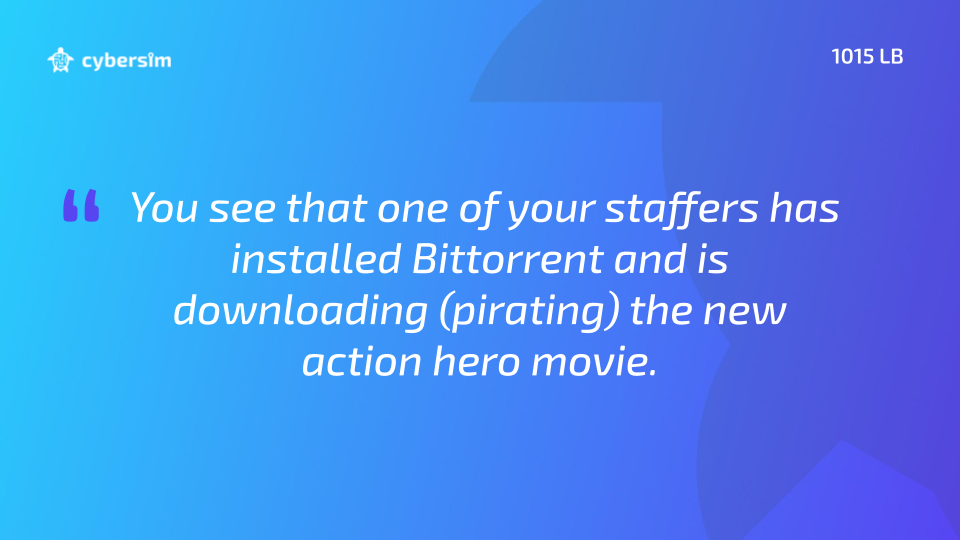 cybersim
1015 LB
“ You see that one of your staffers has
installed Bittorrent and is
downloading (pirating) the new
action hero movie.